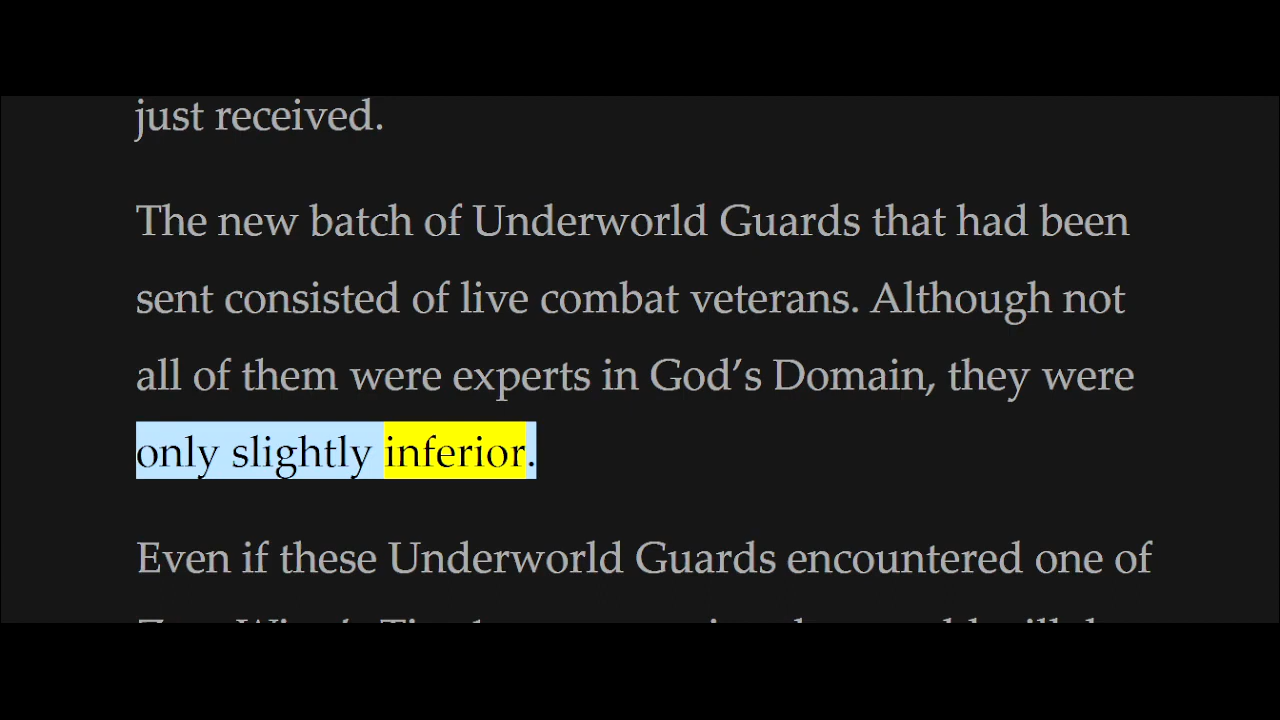 just received.
The new batch of Underworld Guards that had been
sent consisted of live combat veterans. Although not
all of them were experts in God’s Domain, they were
only slightly inferior.
Even if these Underworld Guards encountered one of